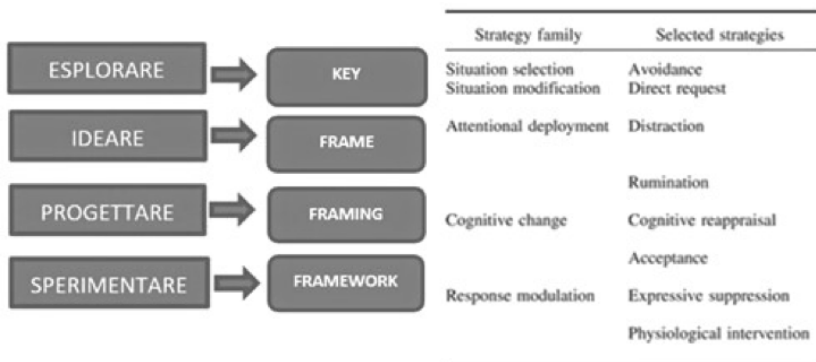 ESPLORARE KEY
IDEARE FRAME
PROGETTARE FRAMING
SPERIMENTARE FRAMEWORK
Strategy family Selected strategies
Situation selection Avoidance
Situation modification Direct request
Attentional deployment Distraction
Rumination
Cognitive change Cognitive reappraisal
Acceptance
Response modulation Expressive suppression
Physiological intervention